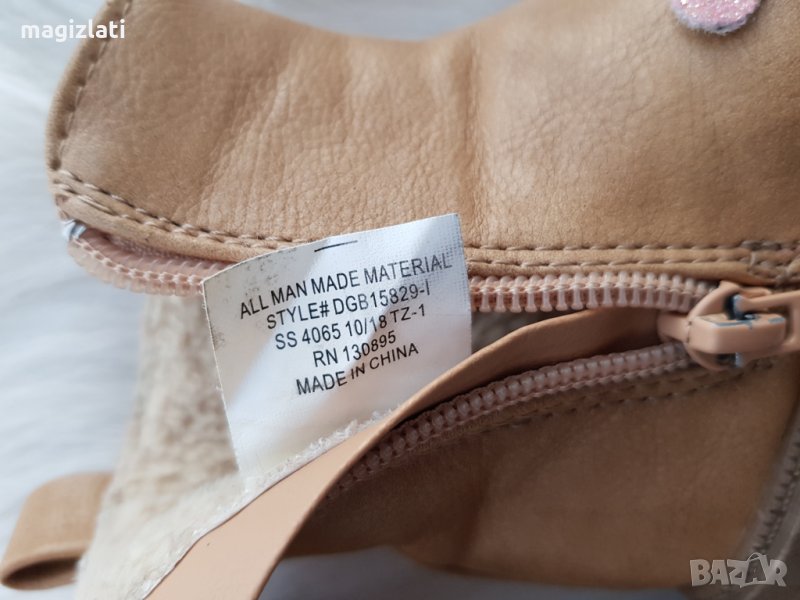 magizlati
ALL MAN MADE MATERIAL
STYLE# DGB15829-I
SS 4065 10/18 TZ-1
RN 130895
MADE IN CHINA
BAZAR